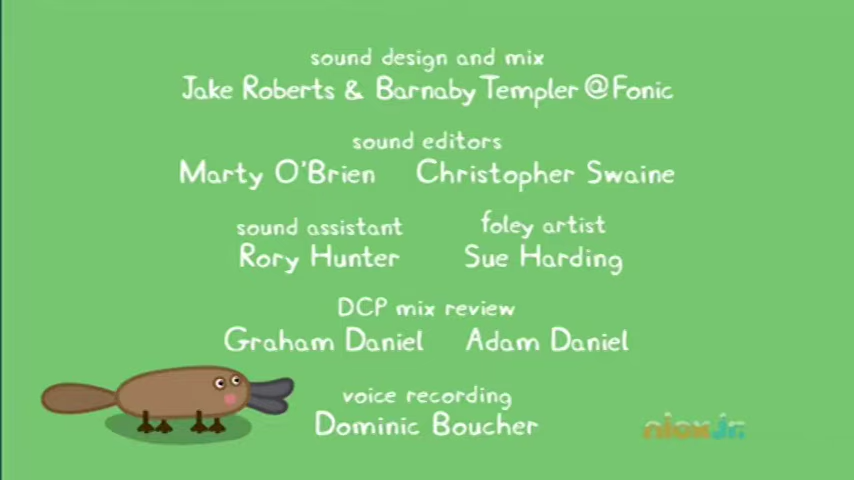 sound design and mix
Jake Roberts & Barnaby Templer @Fonic
sound editors
Marty O'Brien Christopher Swaine
sound assistant foley artist
Rory Hunter Sue Harding
DCP mix review
Graham Daniel Adam Daniel
voice recording
Dominic Boucher
nick jr.